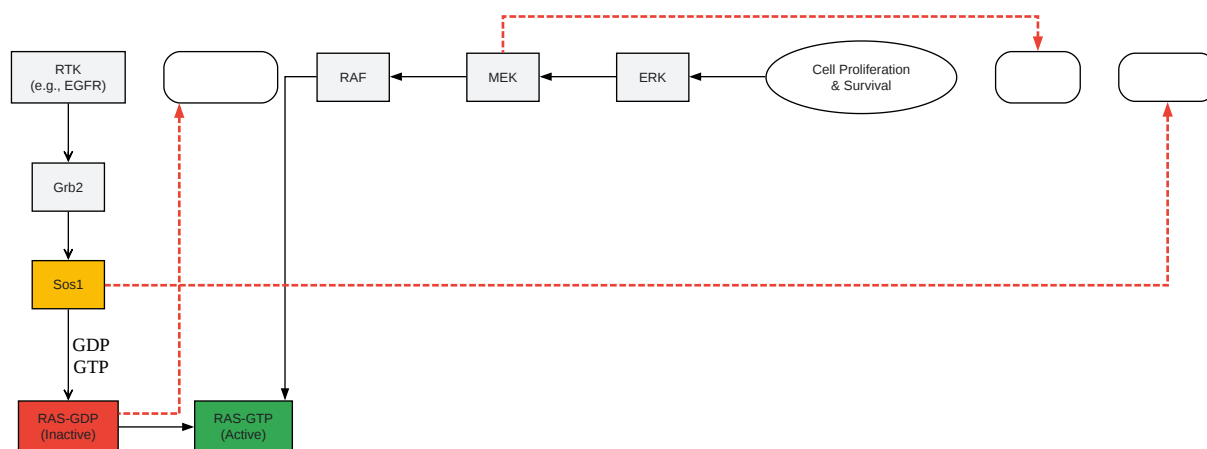 RTK
(e.g., EGFR)
RAF
MEK
ERK
Cell Proliferation
& Survival
Grb2
Sos1
GDP
GTP
RAS-GDP
(Inactive)
RAS-GTP
(Active)